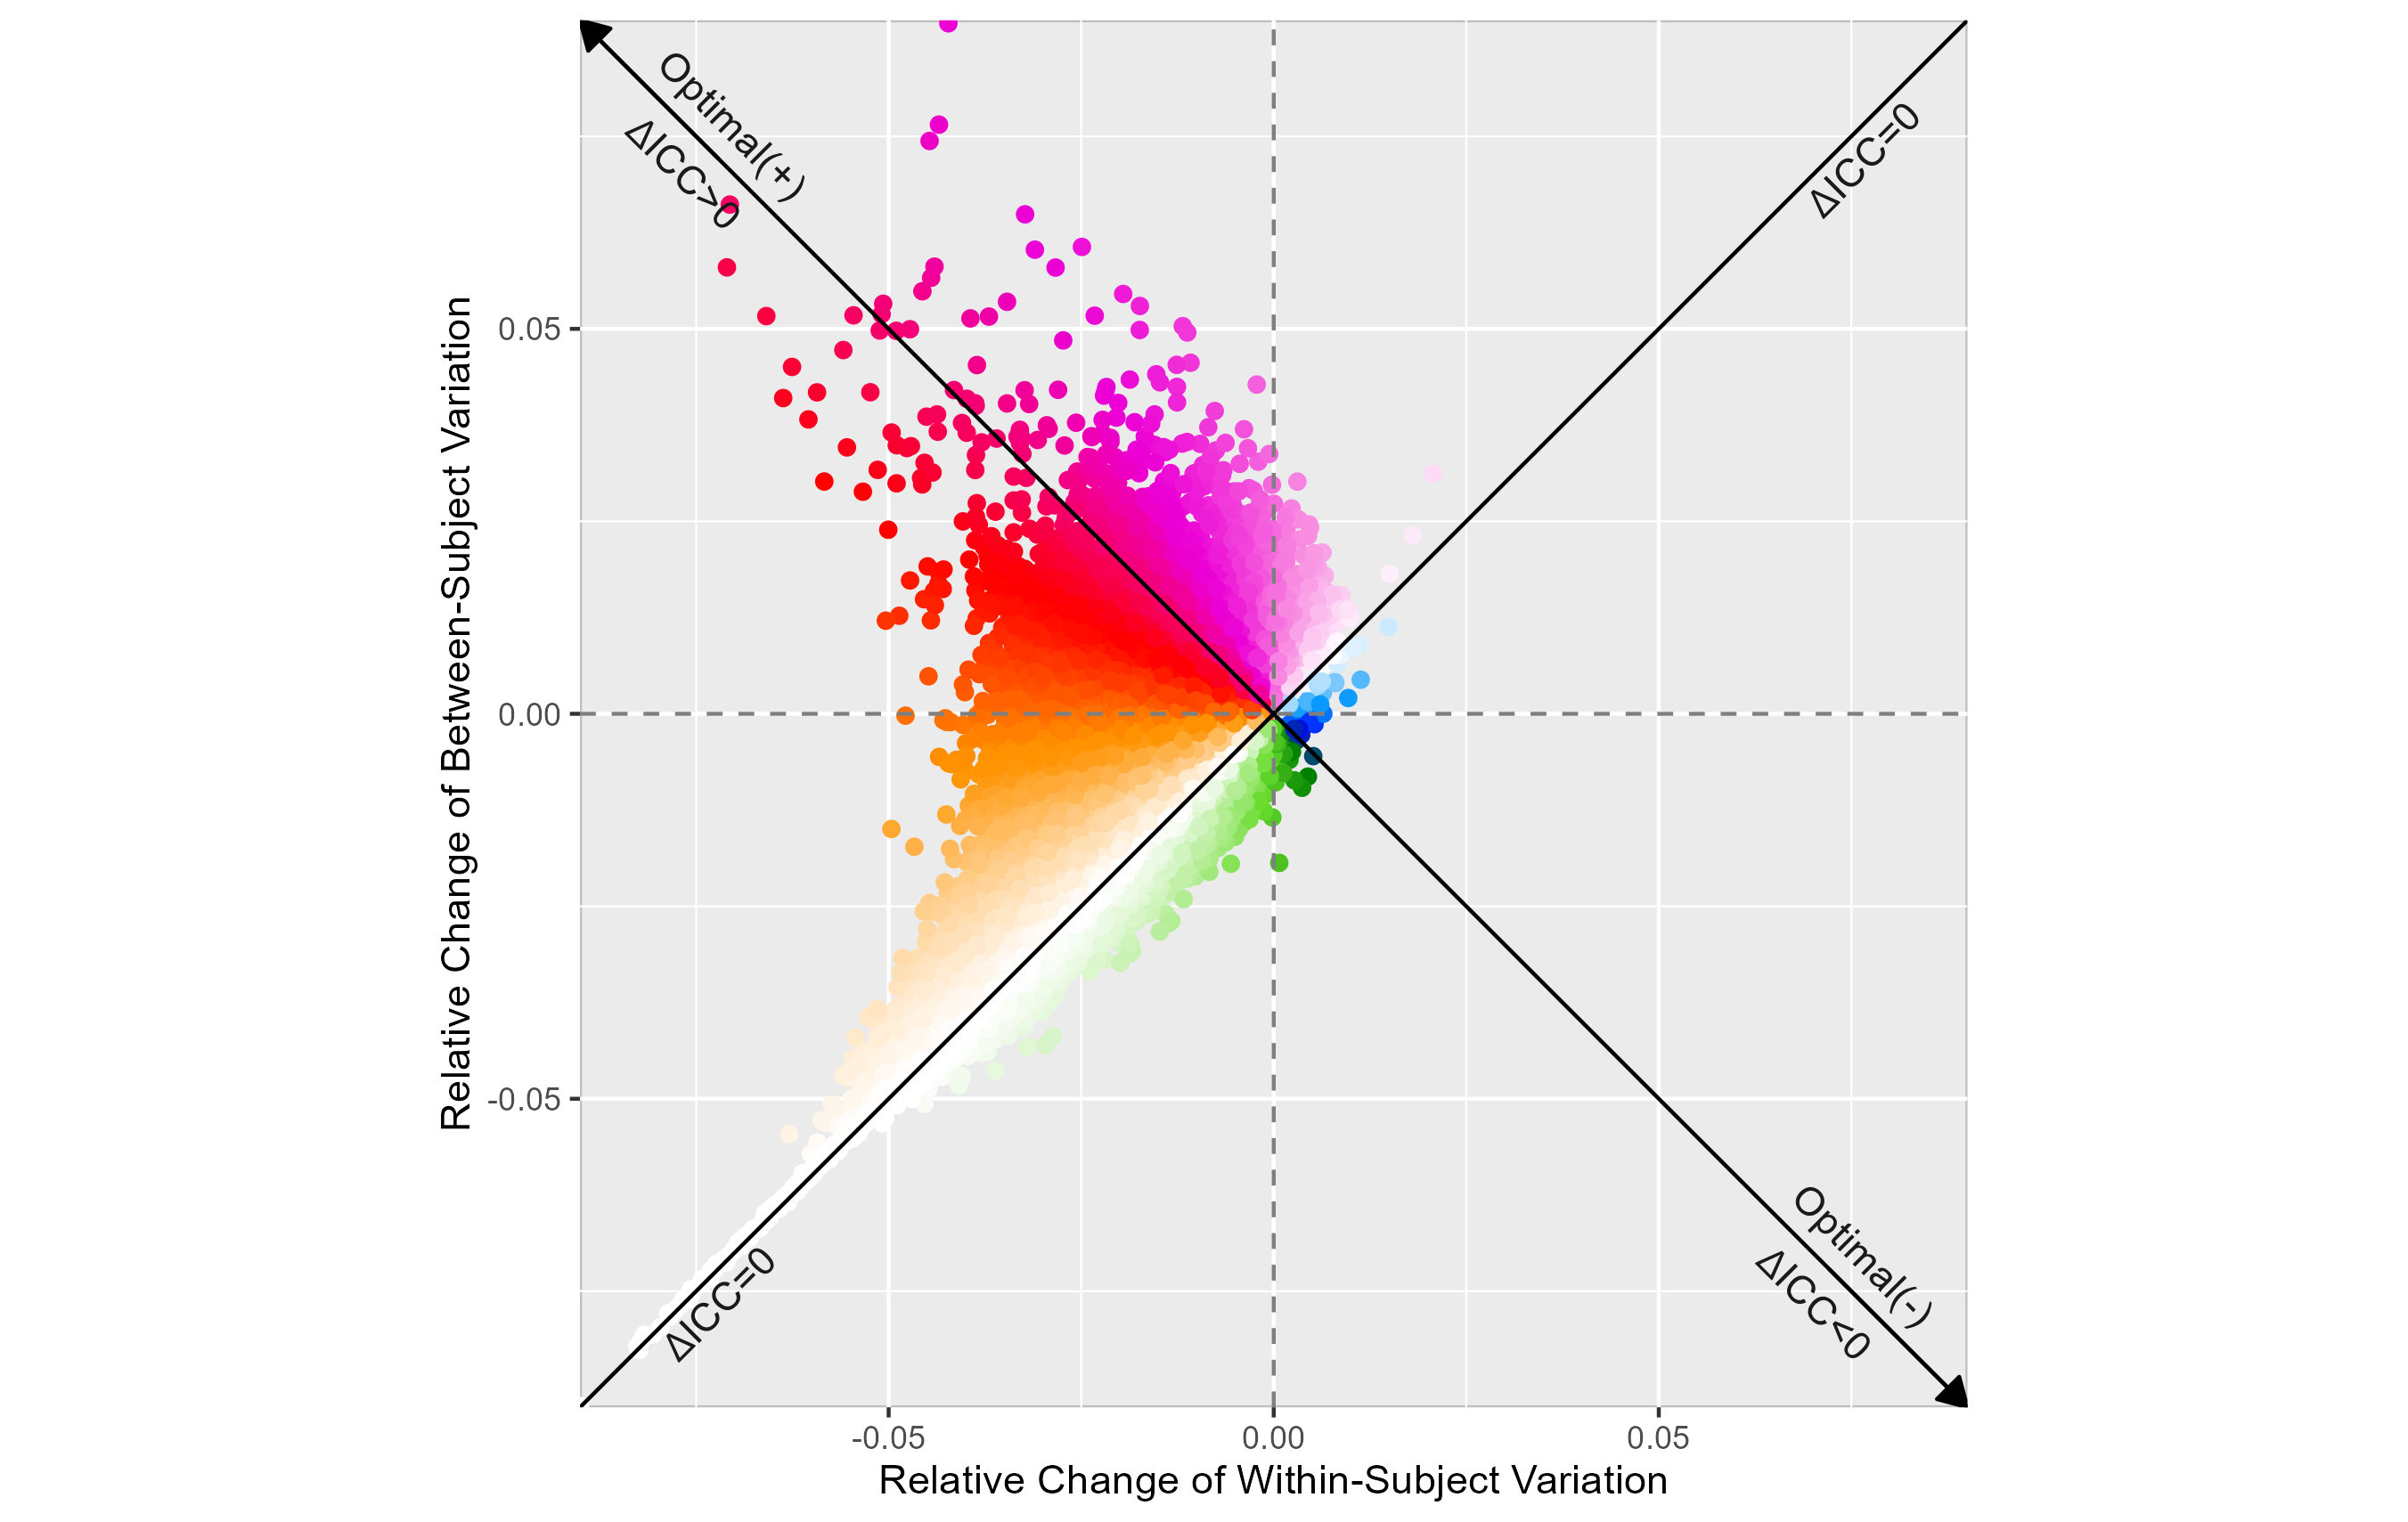 Optimal(+)
ΔICC>0
ΔICC=0
Relative Change of Between-Subject Variation
0.05
0.00
-0.05
ΔICC=0
Optimal(-)
ΔICC<0
-0.05
0.00
0.05
Relative Change of Within-Subject Variation